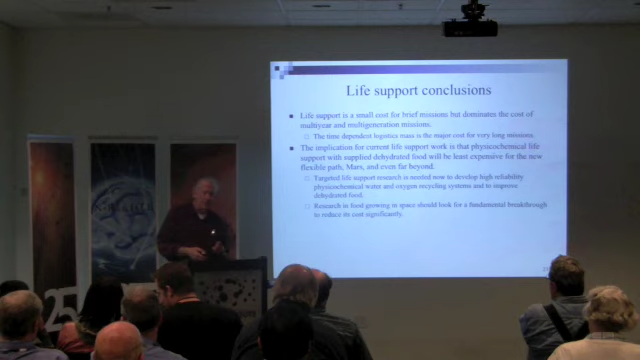 Life support conclusions
Life support is a small cost for brief missions but dominates the cost of
multiyear and multigeneration missions.
The time dependent logistics mass is the major cost for very long missions.
The implication for current life support work is that physicochemical life
support with supplied dehydrated food will be least expensive for the new
flexible path, Mars, and even far beyond.
Targeted life support research is needed now to develop high reliability
physicochemical water and oxygen recycling systems and to improve
dehydrated food.
Research in food growing in space should look for a fundamental breakthrough
to reduce its cost significantly.
25